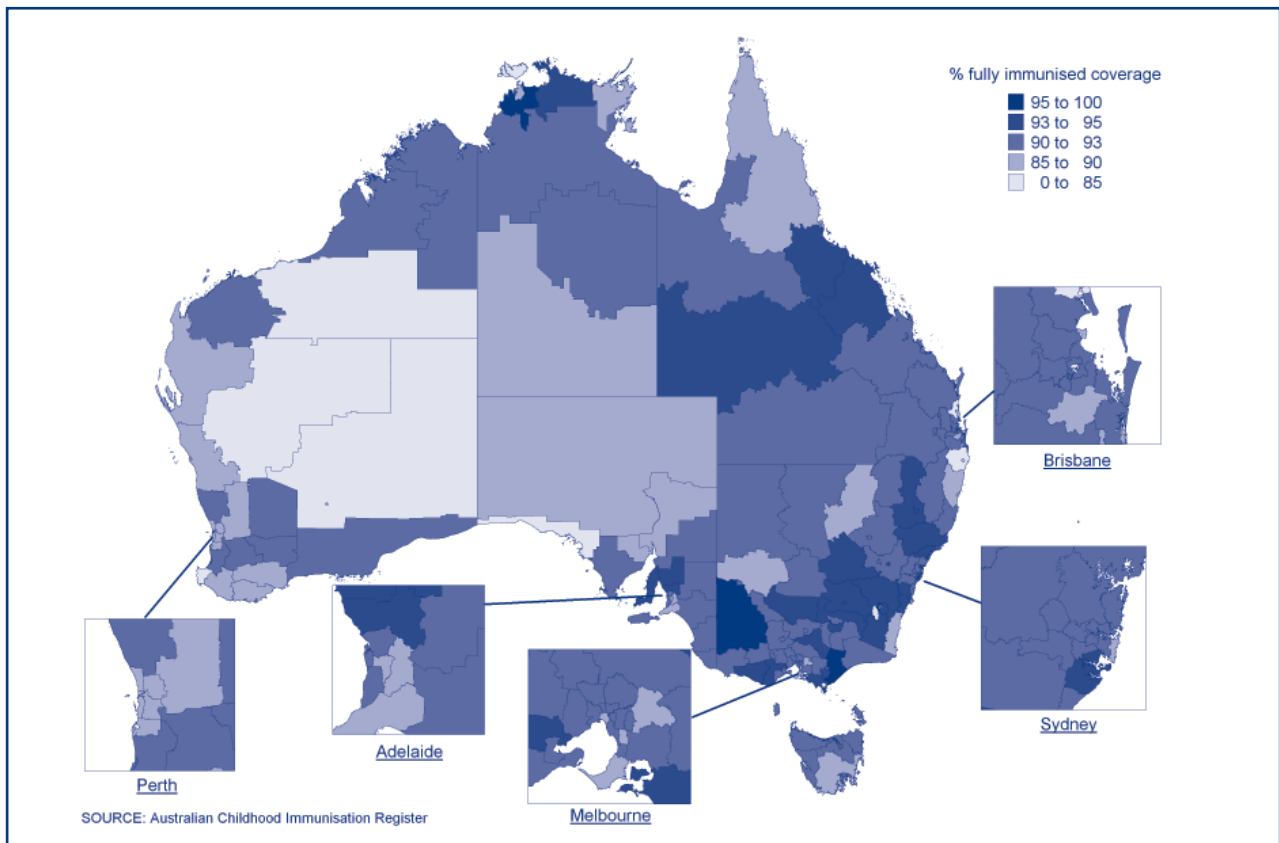 % fully immunised coverage
95 to 100
93 to 95
90 to 93
85 to 90
0 to 85
Brisbane
Sydney
Adelaide
Perth
Melbourne
SOURCE: Australian Childhood Immunisation Register